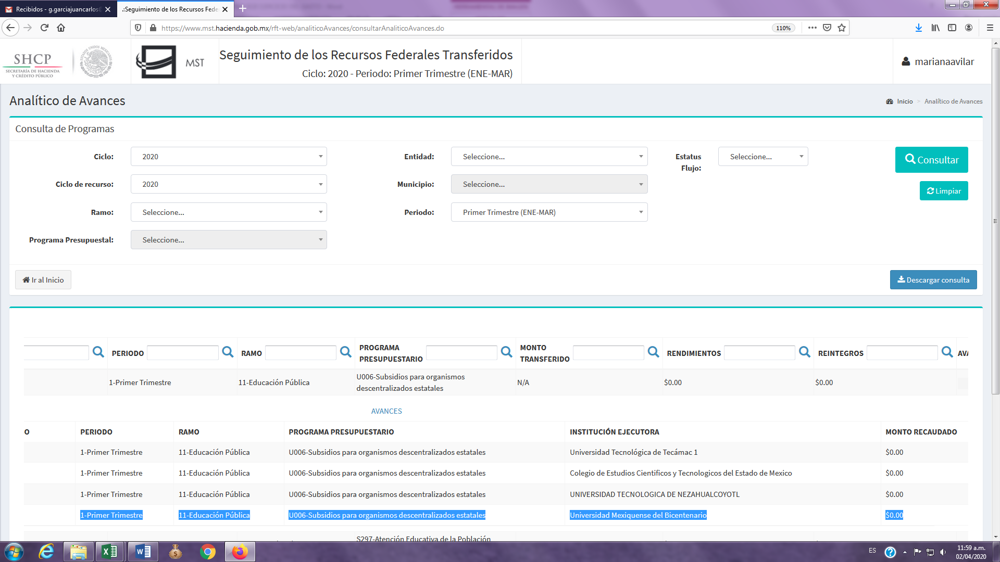 Recibidos - g.garciajuancarlos
.:Seguimiento de los Recursos Fede
https://www.mst.hacienda.gob.mx/rft-web/analiticoAvances/consultarAnaliticoAvances.do
110%
SHCP
SECRETARÍA DE HACIENDA
Y CRÉDITO PÚBLICO
MST
Seguimiento de los Recursos Federales Transferidos
Ciclo: 2020 - Periodo: Primer Trimestre (ENE-MAR)
marianaavilar
Analítico de Avances
Inicio > Analítico de Avances
Consulta de Programas
Ciclo: 2020 Entidad: Seleccione... Estatus Flujo: Seleccione... Consultar
Ciclo de recurso: 2020 Municipio: Seleccione... Limpiar
Ramo: Seleccione... Periodo: Primer Trimestre (ENE-MAR)
Programa Presupuestal: Seleccione...
Ir al Inicio Descargar consulta
PERIODO RAMO PROGRAMA PRESUPUESTARIO MONTO TRANSFERIDO RENDIMIENTOS REINTEGROS AVA
1-Primer Trimestre 11-Educación Pública U006-Subsidios para organismos descentralizados estatales N/A $0.00 $0.00
AVANCES
O PERIODO RAMO PROGRAMA PRESUPUESTARIO INSTITUCIÓN EJECUTORA MONTO RECAUDADO
1-Primer Trimestre 11-Educación Pública U006-Subsidios para organismos descentralizados estatales Universidad Tecnológica de Tecámac 1 $0.00
1-Primer Trimestre 11-Educación Pública U006-Subsidios para organismos descentralizados estatales Colegio de Estudios Cientificos y Tecnologicos del Estado de Mexico $0.00
1-Primer Trimestre 11-Educación Pública U006-Subsidios para organismos descentralizados estatales UNIVERSIDAD TECNOLOGICA DE NEZAHUALCOYOTL $0.00
1-Primer Trimestre 11-Educación Pública U006-Subsidios para organismos descentralizados estatales Universidad Mexiquense del Bicentenario $0.00
S297-Atención Educativa de la Población
ES
11:59 a.m.
02/04/2020